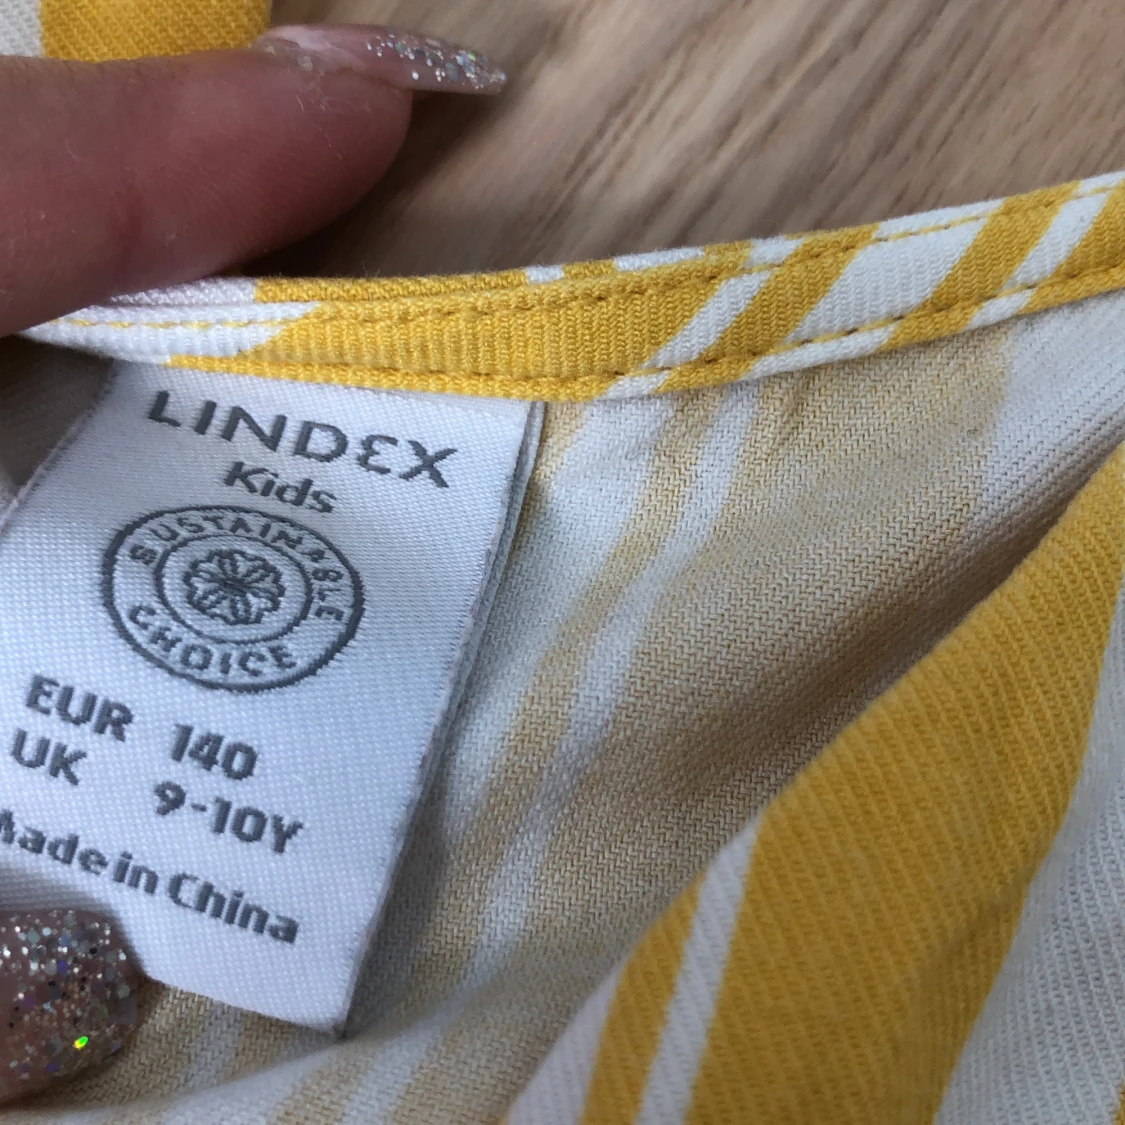 LINDEX
Kids
SUSTAINABLE
CHOICE
EUR 140
UK 9-10Y
Made in China